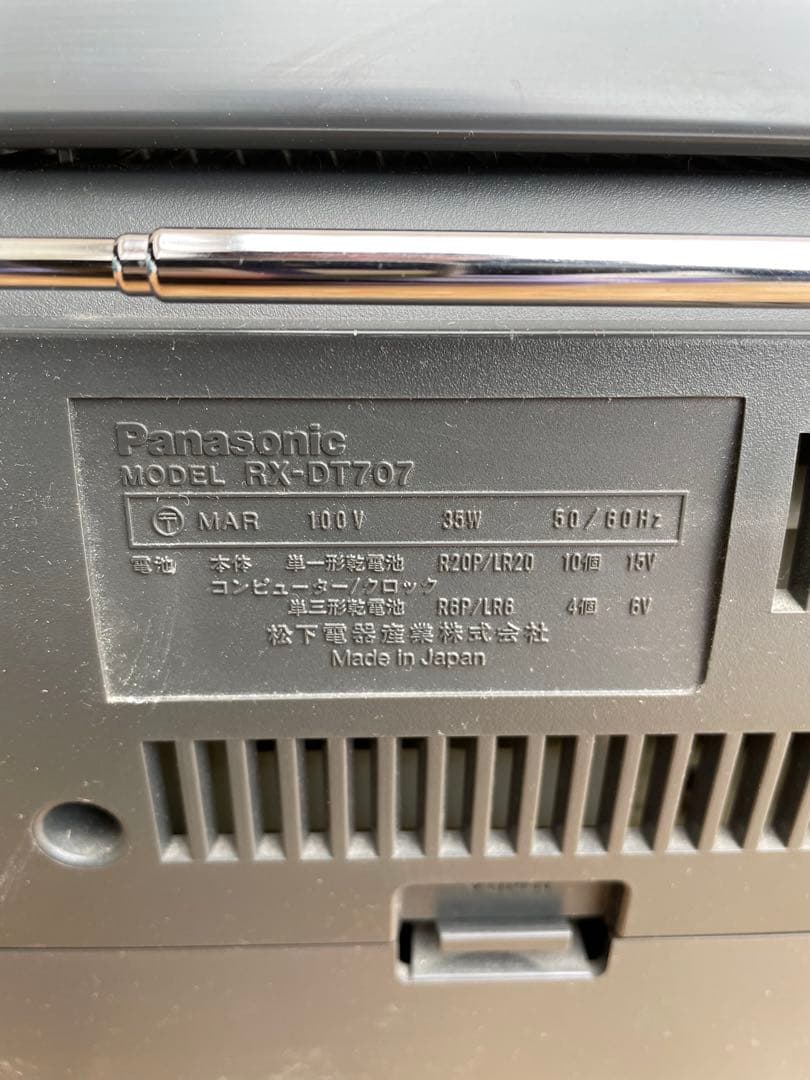 Panasonic
MODEL RX-DT707
〒 MAR 100V 35W 50/60Hz
電池 本体 単一形乾電池 R20P/LR20 10個 15V
コンピューター/クロック
単三形乾電池 R6P/LR6 4個 6V
松下電器産業株式会社
Made in Japan